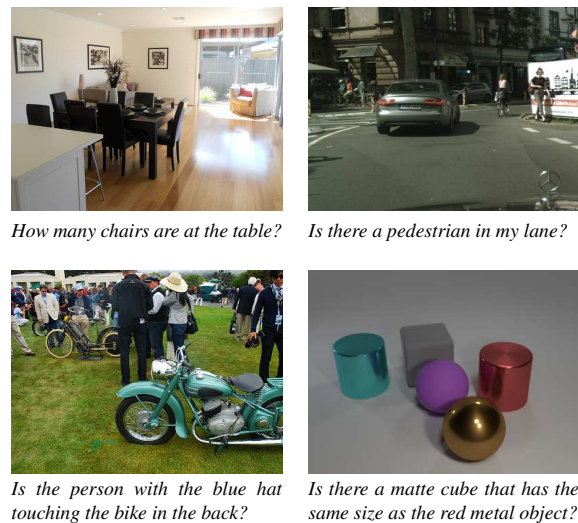 How many chairs are at the table?
Is there a pedestrian in my lane?
Is the person with the blue hat
touching the bike in the back?
Is there a matte cube that has the
same size as the red metal object?